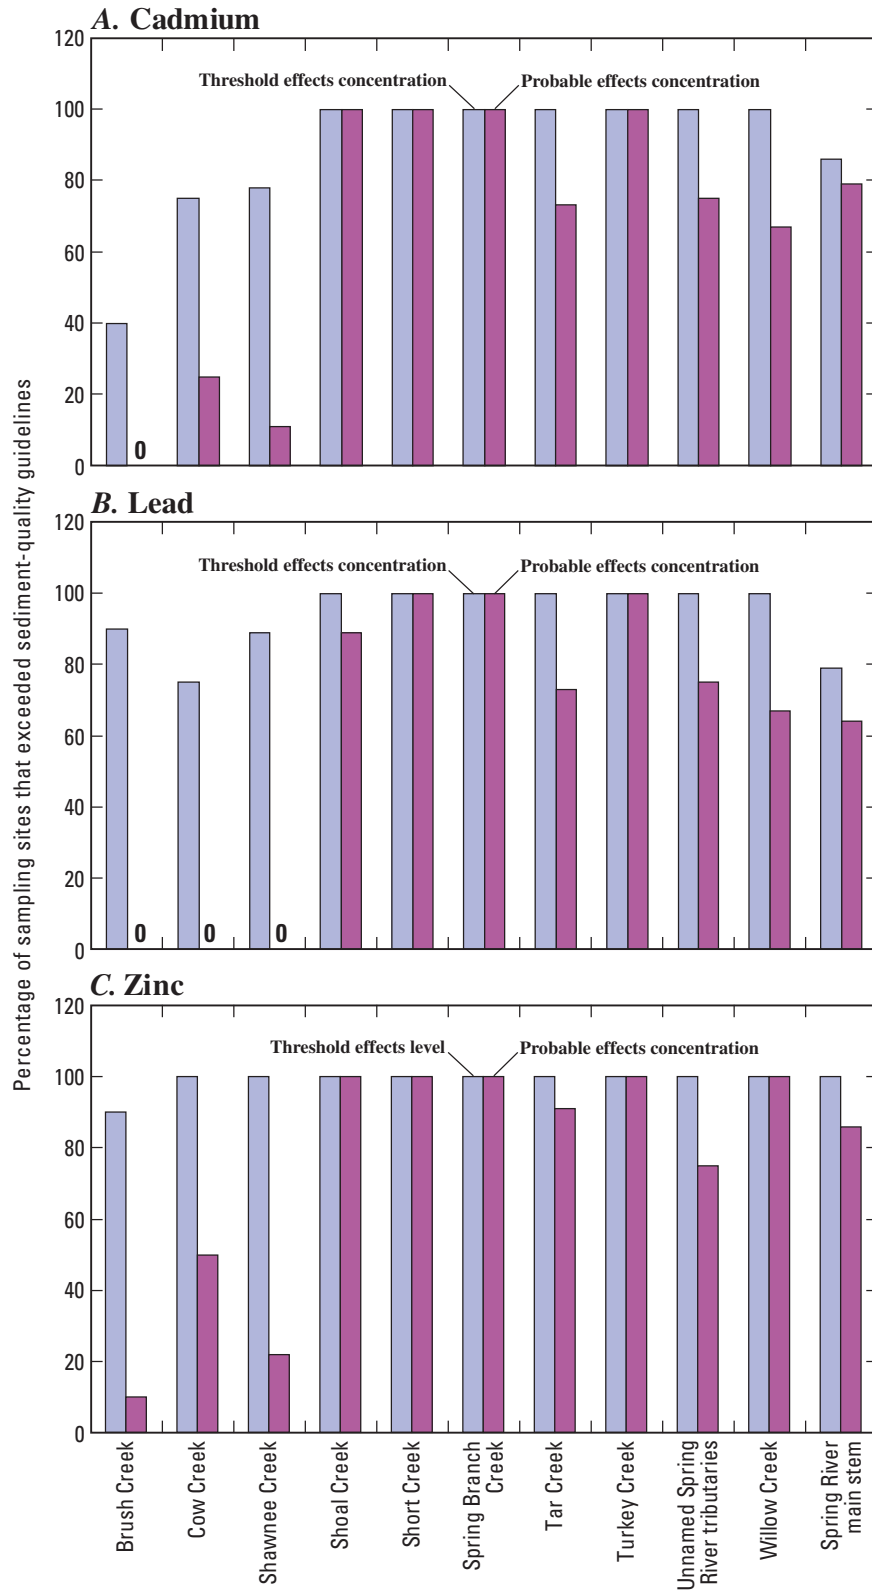 Percentage of sampling sites that exceeded sediment-quality guidelines
A. Cadmium
120
100
80
60
40
20
0
Threshold effects concentration
Probable effects concentration
0
B. Lead
120
100
80
60
40
20
0
Threshold effects concentration
Probable effects concentration
0
0
0
C. Zinc
120
100
80
60
40
20
0
Threshold effects level
Probable effects concentration
Brush Creek
Cow Creek
Shawnee Creek
Shoal Creek
Short Creek
Spring Branch
Creek
Tar Creek
Turkey Creek
Unnamed Spring
River tributaries
Willow Creek
Spring River
main stem